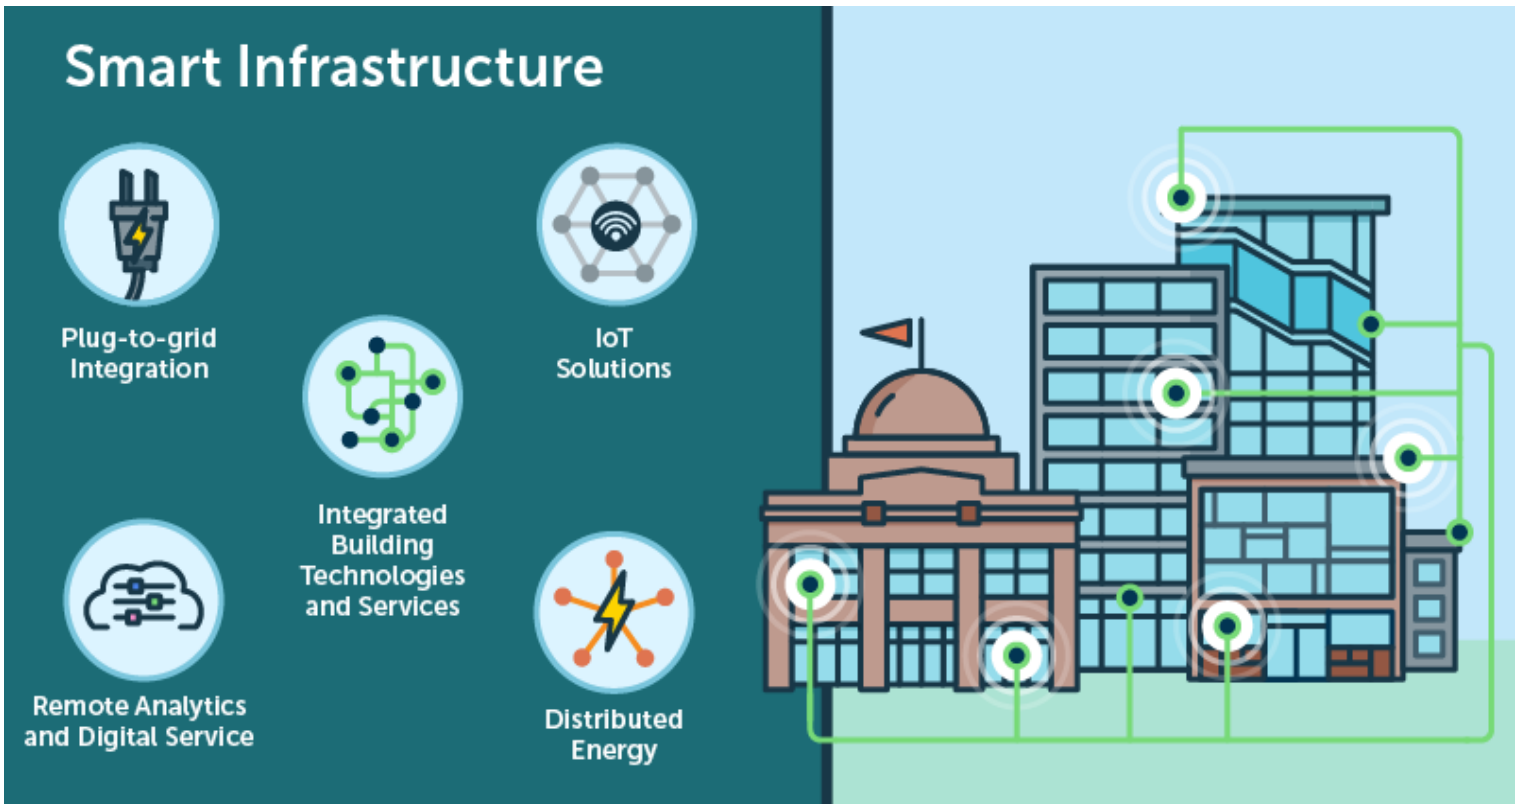 Smart Infrastructure
Plug-to-grid
Integration
IoT
Solutions
Integrated
Building
Technologies
and Services
Remote Analytics
and Digital Service
Distributed
Energy